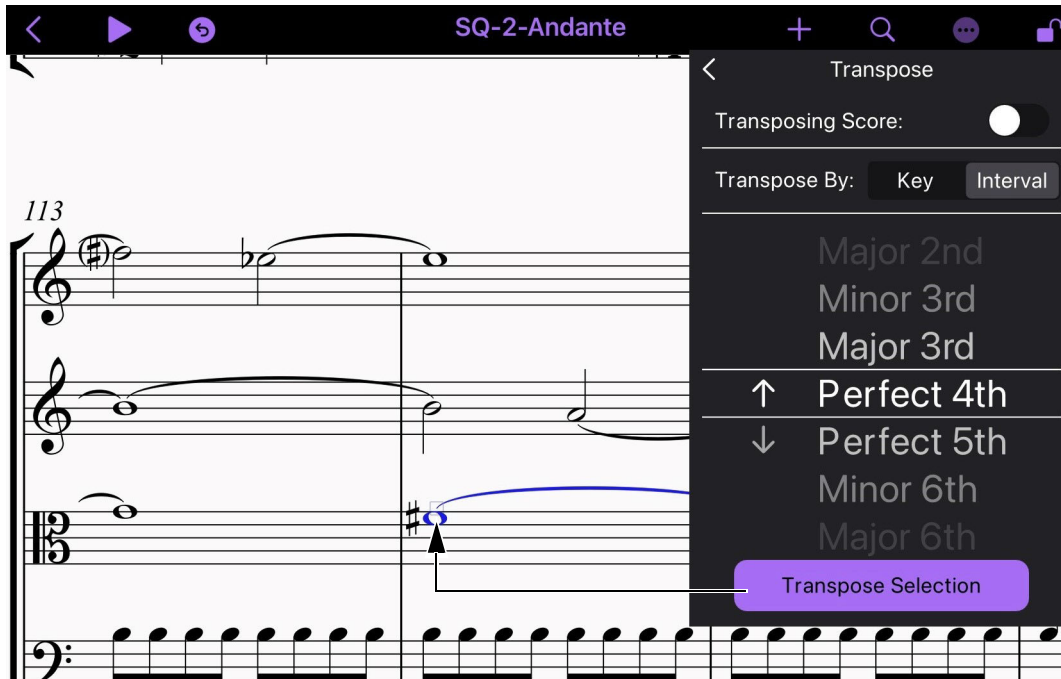 SQ-2-Andante
Transpose
Transposing Score:
Transpose By: Key Interval
113
Major 2nd
Minor 3rd
Major 3rd
Perfect 4th
Perfect 5th
Minor 6th
Major 6th
Transpose Selection